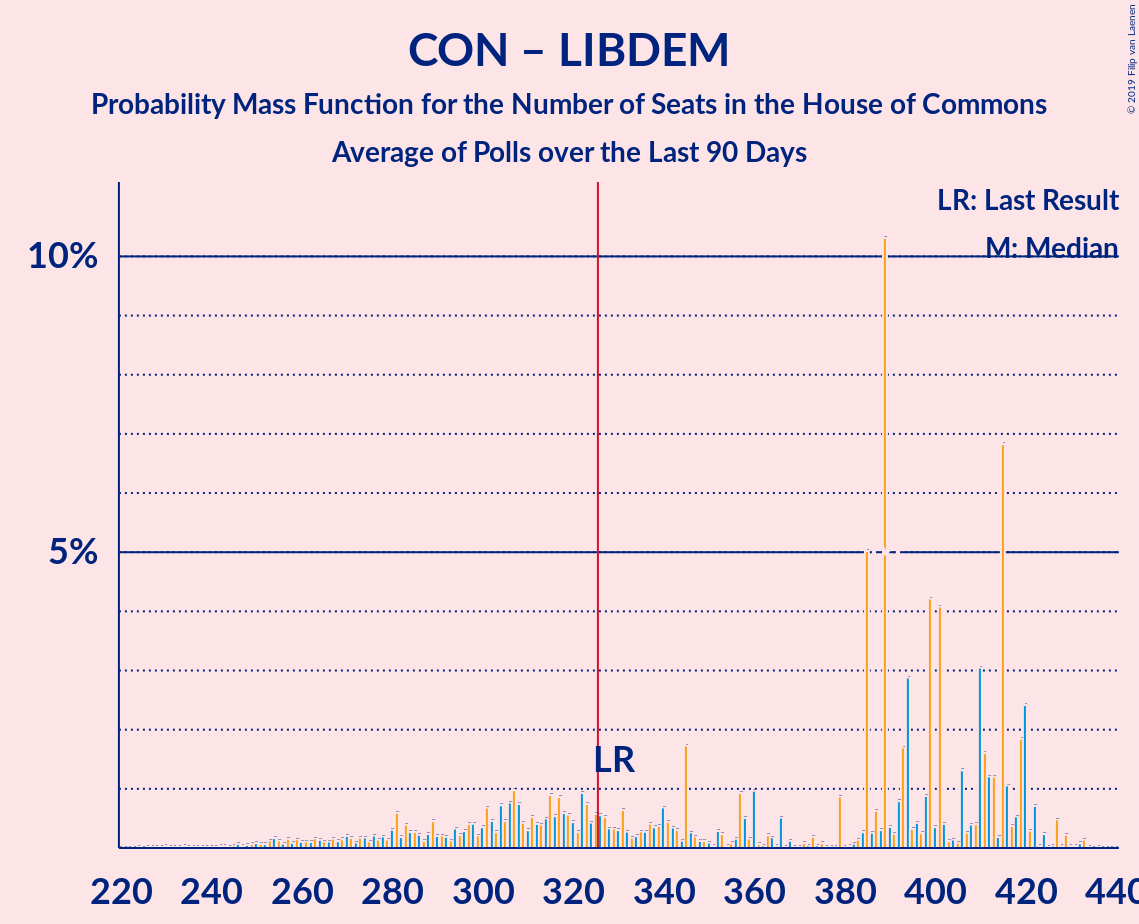 CON – LIBDEM
Probability Mass Function for the Number of Seats in the House of Commons
Average of Polls over the Last 90 Days
© 2019 Filip van Laenen
LR: Last Result
M: Median
10%
5%
LR
220 240 260 280 300 320 340 360 380 400 420 440